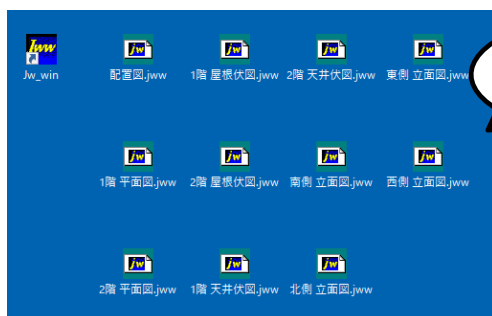 Jw_win
配置図.jww
1階 屋根伏図.jww
2階 天井伏図.jww
東側 立面図.jww
1階 平面図.jww
2階 屋根伏図.jww
南側 立面図.jww
西側 立面図.jww
2階 平面図.jww
1階 天井伏図.jww
北側 立面図.jww